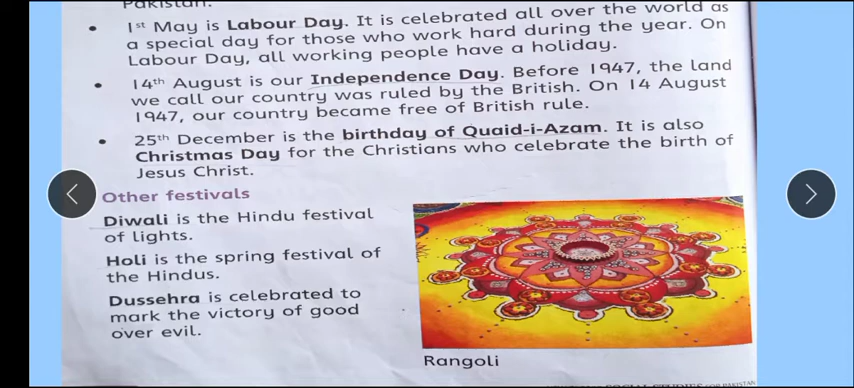 Pakistan.
• 1st May is Labour Day. It is celebrated all over the world as
a special day for those who work hard during the year. On
Labour Day, all working people have a holiday.
• 14th August is our Independence Day. Before 1947, the land
we call our country was ruled by the British. On 14 August
1947, our country became free of British rule.
• 25th December is the birthday of Quaid-i-Azam. It is also
Christmas Day for the Christians who celebrate the birth of
Jesus Christ.
Other festivals
Diwali is the Hindu festival
of lights.
Holi is the spring festival of
the Hindus.
Dussehra is celebrated to
mark the victory of good
over evil.
Rangoli
SOCIAL STUDIES FOR PAKISTAN